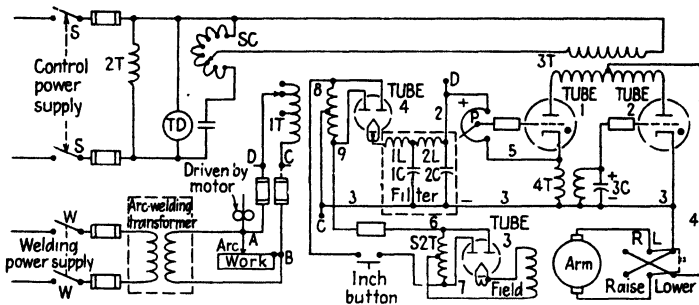 S
2T
SC
3T
Control
power
supply
TD
1T
8
TUBE
4
D
2
+
P
TUBE
1
TUBE
2
5
9
1L
2L
1C
2C
Filter
4T
+
3C
D
C
S
Driven by
motor
3
3
3
C
4
W
Arc-welding
transformer
6
TUBE
3
R
L
Welding
power supply
A
Arc
S2T
Arm
Work
B
W
Inch
button
7
Field
Raise
Lower